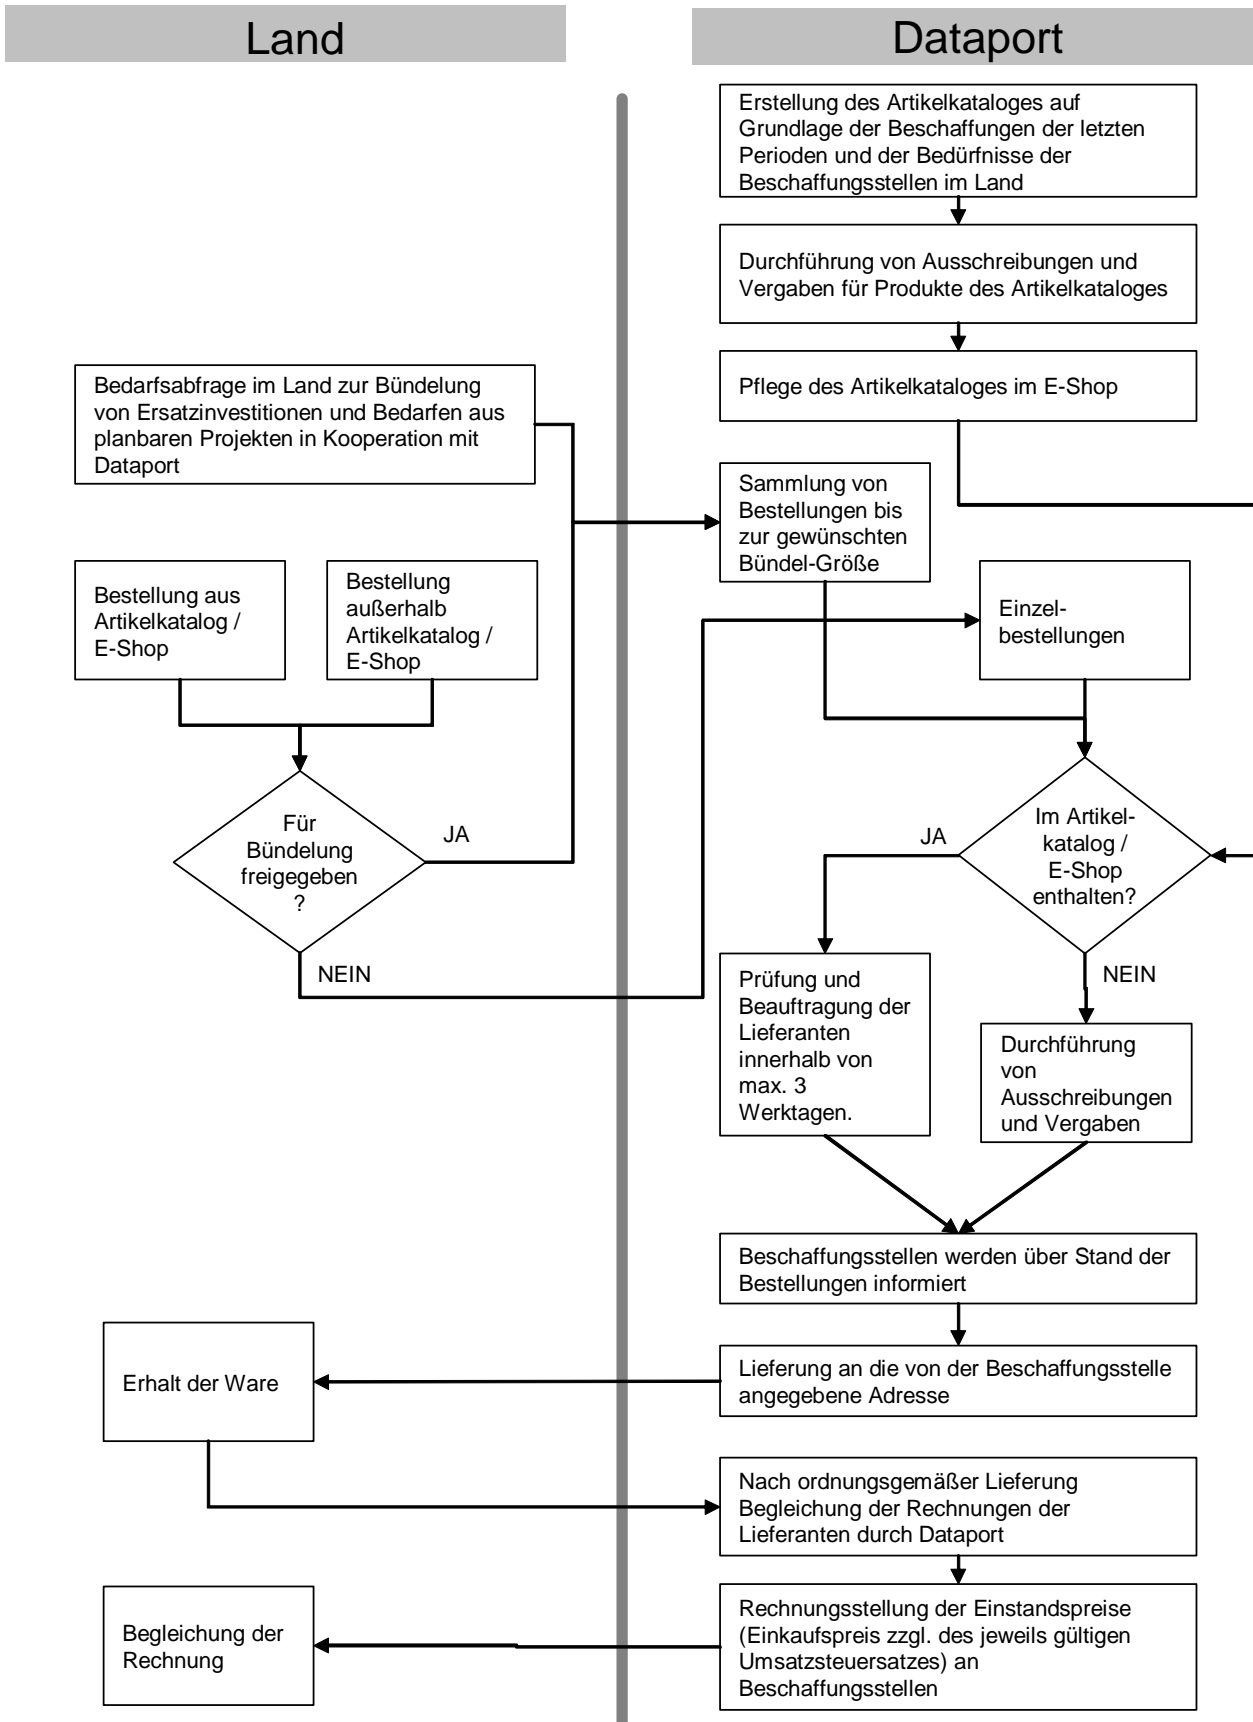 Land
Dataport
Erstellung des Artikelkataloges auf
Grundlage der Beschaffungen der letzten
Perioden und der Bedürfnisse der
Beschaffungsstellen im Land
Durchführung von Ausschreibungen und
Vergaben für Produkte des Artikelkataloges
Pflege des Artikelkataloges im E-Shop
Bedarfsabfrage im Land zur Bündelung
von Ersatzinvestitionen und Bedarfen aus
planbaren Projekten in Kooperation mit
Dataport
Sammlung von
Bestellungen bis
zur gewünschten
Bündel-Größe
Bestellung aus
Artikelkatalog /
E-Shop
Bestellung
außerhalb
Artikelkatalog /
E-Shop
Einzel-
bestellungen
Für
Bündelung
freigegeben
?
JA
NEIN
Im Artikel-
katalog /
E-Shop
enthalten?
JA
NEIN
Prüfung und
Beauftragung der
Lieferanten
innerhalb von
max. 3
Werktagen.
Durchführung
von
Ausschreibungen
und Vergaben
Beschaffungsstellen werden über Stand der
Bestellungen informiert
Erhalt der Ware
Lieferung an die von der Beschaffungsstelle
angegebene Adresse
Nach ordnungsgemäßer Lieferung
Begleichung der Rechnungen der
Lieferanten durch Dataport
Begleichung der
Rechnung
Rechnungsstellung der Einstandspreise
(Einkaufspreis zzgl. des jeweils gültigen
Umsatzsteuersatzes) an
Beschaffungsstellen